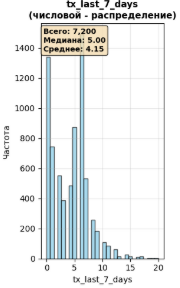 tx_last_7_days
(числовой - распределение)
Всего: 7,200
Медиана: 5.00
Среднее: 4.15
Частота
1400
1200
1000
800
600
400
200
0
0 5 10 15 20
tx_last_7_days